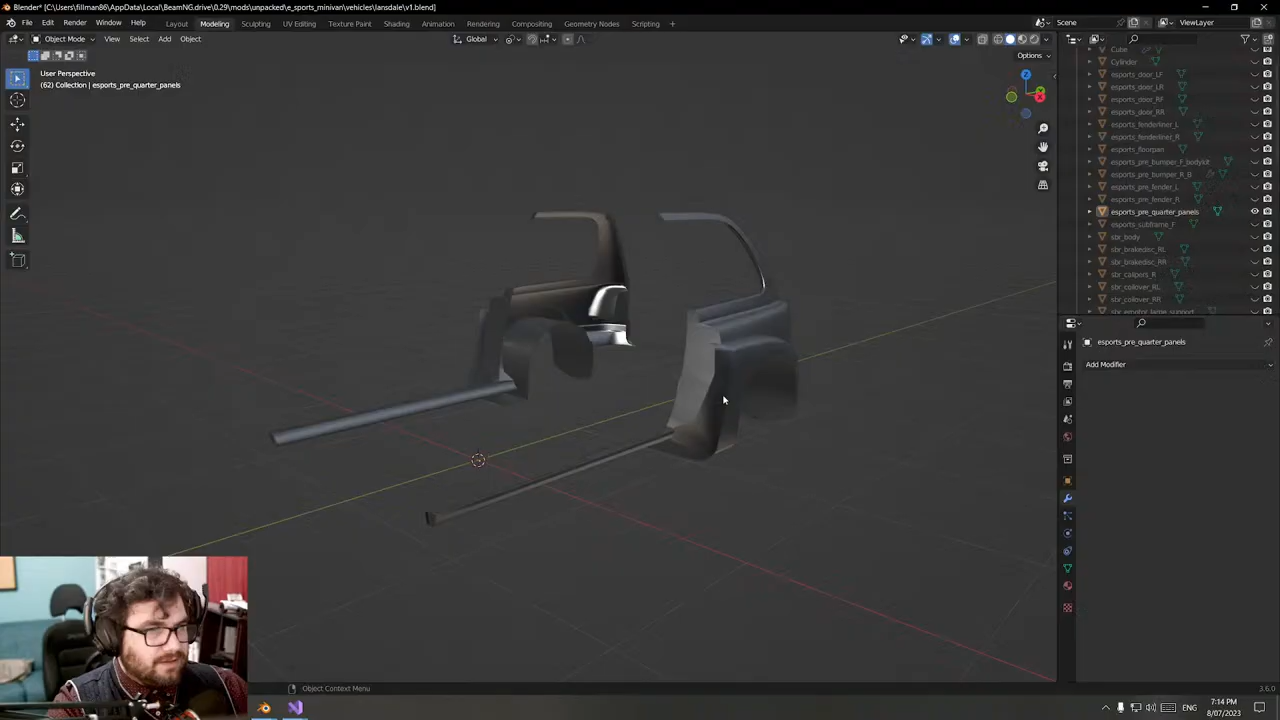 Blender* [C:\Users\fillman86\AppData\Local\BeamNG.drive\0.29\mods\unpacked\e_sports_minivan\vehicles\lansdale\v1.blend]
File Edit Render Window Help Layout Modeling Sculpting UV Editing Texture Paint Shading Animation Rendering Compositing Geometry Nodes Scripting + Scene ViewLayer
Object Mode View Select Add Object Global
Options
User Perspective
(62) Collection | esports_pre_quarter_panels
Z
Y
X
Cube
Cylinder
esports_door_LF
esports_door_LR
esports_door_RF
esports_door_RR
esports_fenderliner_L
esports_fenderliner_R
esports_floorpan
esports_pre_bumper_F_bodykit
esports_pre_bumper_R_B
esports_pre_fender_L
esports_pre_fender_R
esports_pre_quarter_panels
esports_subframe_F
sbr_body
sbr_brakedisc_RL
sbr_brakedisc_RR
sbr_calipers_R
sbr_coilover_RL
sbr_coilover_RR
esports_pre_quarter_panels
Add Modifier
Object Context Menu
3.6.0
ENG
7:14 PM
8/07/2023